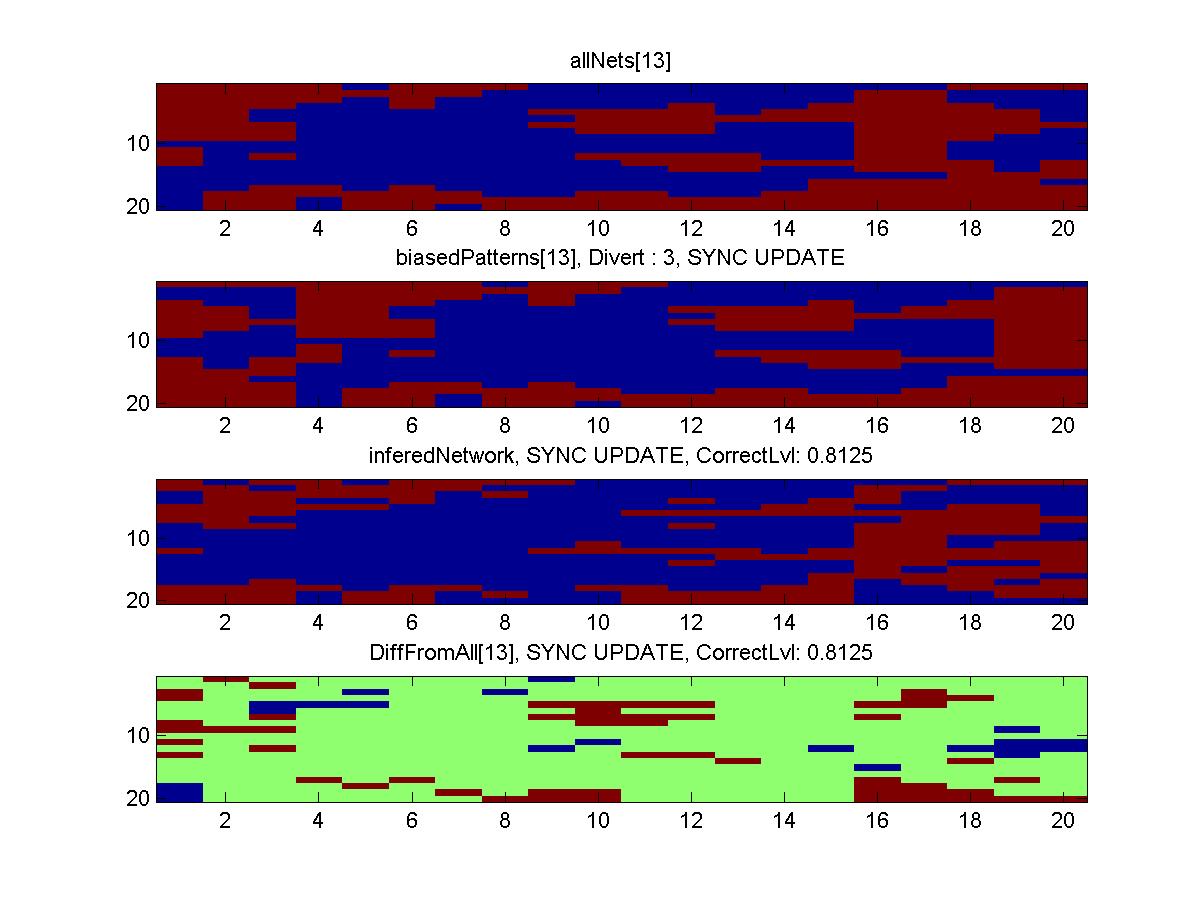 allNets[13]
10
20
2 4 6 8 10 12 14 16 18 20
biasedPatterns[13], Divert : 3, SYNC UPDATE
10
20
2 4 6 8 10 12 14 16 18 20
inferedNetwork, SYNC UPDATE, CorrectLvl: 0.8125
10
20
2 4 6 8 10 12 14 16 18 20
DiffFromAll[13], SYNC UPDATE, CorrectLvl: 0.8125
10
20
2 4 6 8 10 12 14 16 18 20